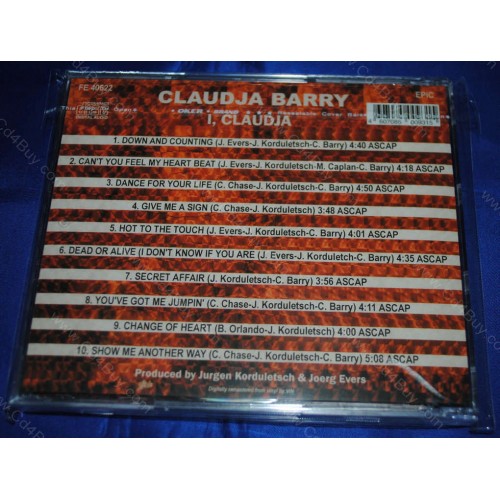 FE 40622
CLAUDJA BARRY
EPIC
I, CLAUDJA
1. DOWN AND COUNTING (J. Evers-J. Korduletsch-C. Barry) 4:40 ASCAP
2. CAN'T YOU FEEL MY HEART BEAT (J. Evers-J. Korduletsch-M. Caplan-C. Barry) 4:18 ASCAP
3. DANCE FOR YOUR LIFE (C. Chase-J. Korduletsch-C. Barry) 4:50 ASCAP
4. GIVE ME A SIGN (C. Chase-J. Korduletsch) 3:48 ASCAP
5. HOT TO THE TOUCH (J. Evers-J. Korduletsch-C. Barry) 4:01 ASCAP
6. DEAD OR ALIVE (I DON'T KNOW IF YOU ARE (J. Evers-J. Korduletch-C. Barry) 4:35 ASCAP
7. SECRET AFFAIR (J. Korduletsch-C. Barry) 3:56 ASCAP
8. YOU'VE GOT ME JUMPIN' (C. Chase-J. Korduletsch-C. Barry) 4:11 ASCAP
9. CHANGE OF HEART (B. Orlando-J. Korduletsch) 4:00 ASCAP
10. SHOW ME ANOTHER WAY (C. Chase-J. Korduletsch-C. Barry) 5:08 ASCAP
Produced by Jurgen Korduletsch & Joerg Evers